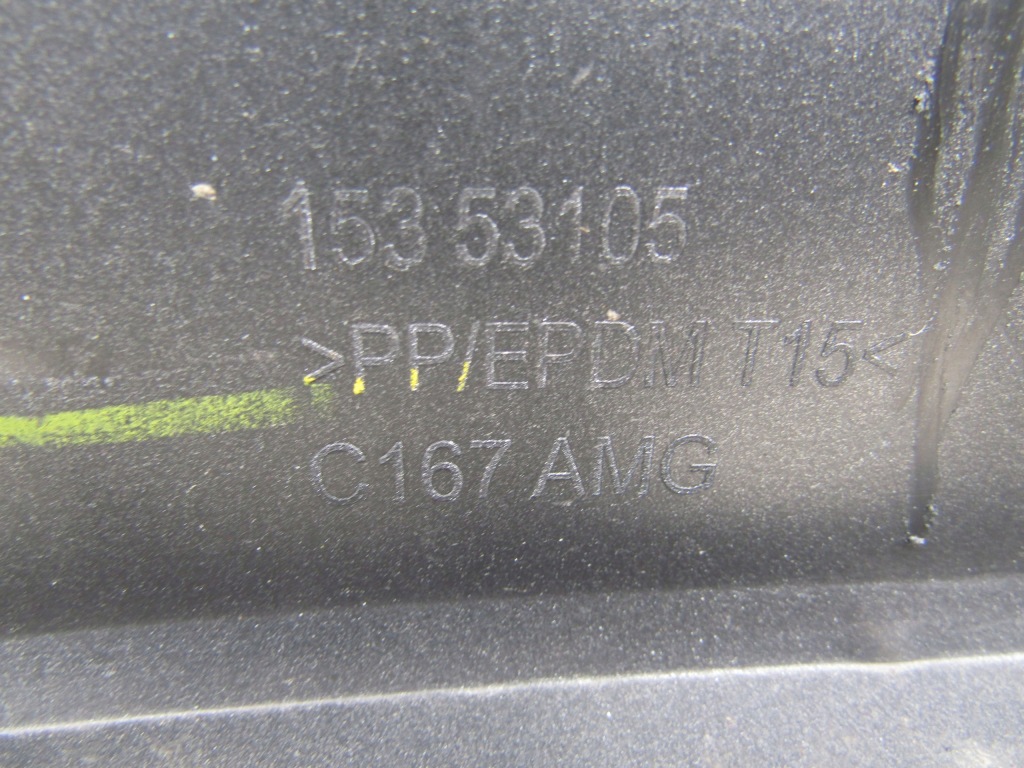 153 53105
>PP/EPDM T15<
C167 AMG